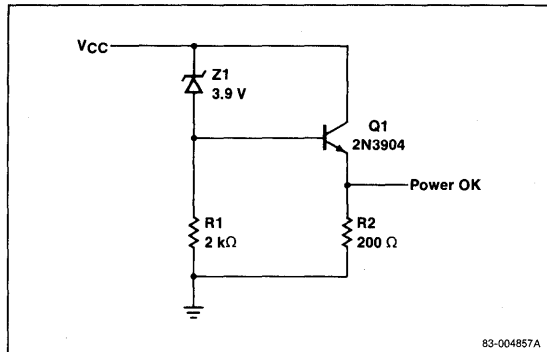 VCC
Z1
3.9 V
Q1
2N3904
Power OK
R1
2 kΩ
R2
200 Ω
83-004857A